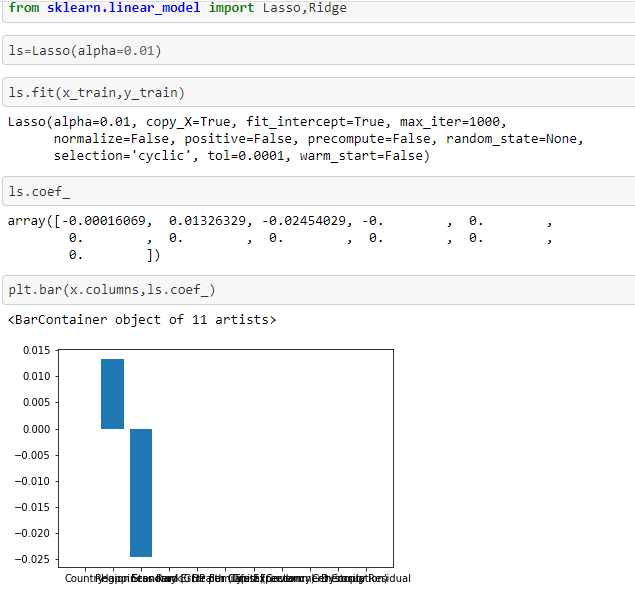 from sklearn.linear_model import Lasso,Ridge
ls=Lasso(alpha=0.01)
ls.fit(x_train,y_train)
Lasso(alpha=0.01, copy_X=True, fit_intercept=True, max_iter=1000,
normalize=False, positive=False, precompute=False, random_state=None,
selection='cyclic', tol=0.0001, warm_start=False)
ls.coef_
array([-0.00016069,  0.01326329, -0.02454029, -0.        ,  0.        ,
0.        ,  0.        ,  0.        ,  0.        ,  0.        ,
0.        ])
plt.bar(x.columns,ls.coef_)
<BarContainer object of 11 artists>
0.015
0.010
0.005
0.000
−0.005
−0.010
−0.015
−0.020
−0.025
Country
Residual